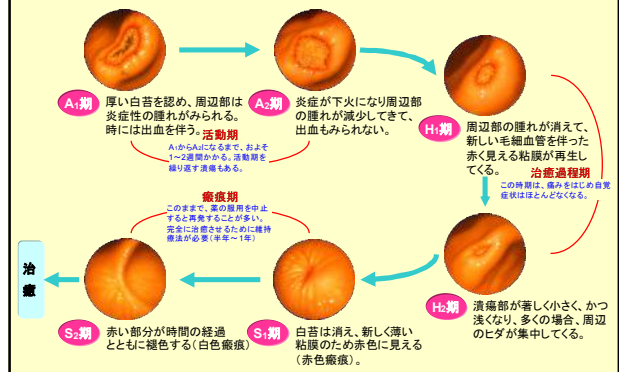 A1期
厚い白苔を認め、周辺部は
炎症性の腫れがみられる。
時には出血を伴う。
A2期
炎症が下火になり周辺部
の腫れが減少してきて、
出血もみられない。
活動期
A1からA2になるまで、およそ
1～2週間かかる。活動期を
繰り返す潰瘍もある。
H1期
周辺部の腫れが消えて、
新しい毛細血管を伴った
赤く見える粘膜が再生し
てくる。
治癒過程期
この時期は、痛みをはじめ自覚
症状はほとんどなくなる。
H2期
潰瘍部が著しく小さく、かつ
浅くなり、多くの場合、周辺
のヒダが集中してくる。
瘢痕期
このままで、薬の服用を中止
すると再発することが多い。
完全に治癒させるために維持
療法が必要（半年～1年）
S1期
白苔は消え、新しく薄い
粘膜のため赤色に見える
（赤色瘢痕）。
S2期
赤い部分が時間の経過
とともに褪色する（白色瘢痕）
治
癒